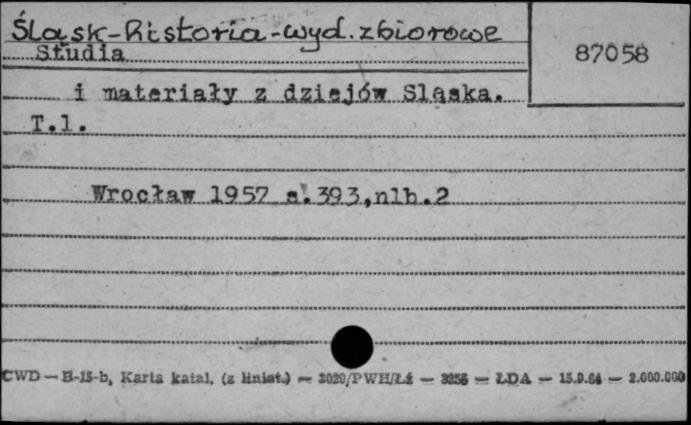 Śląsk-historia-wyd. zbiorowe
87058
Studia
i materiały z dziejów Śląska.
T.1.
Wrocław 1957 s.393,nlb.2
CWD — H-15-b, Karta katal. (z liniat.) — 3020/PWH/Łź — 3255 — ŁDA — 15.9.64 — 2.000.000